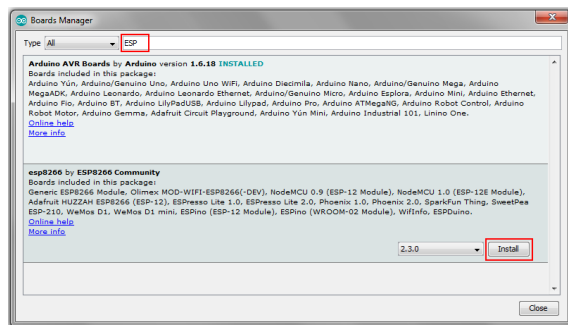 Boards Manager
Type All ESP
Arduino AVR Boards by Arduino version 1.6.18 INSTALLED
Boards included in this package:
Arduino Yún, Arduino/Genuino Uno, Arduino Uno WiFi, Arduino Diecimila, Arduino Nano, Arduino/Genuino Mega, Arduino
MegaADK, Arduino Leonardo, Arduino Leonardo Ethernet, Arduino/Genuino Micro, Arduino Esplora, Arduino Mini, Arduino Ethernet,
Arduino Fio, Arduino BT, Arduino LilyPadUSB, Arduino Lilypad, Arduino Pro, Arduino ATMegaNG, Arduino Robot Control, Arduino
Robot Motor, Arduino Gemma, Adafruit Circuit Playground, Arduino Yún Mini, Arduino Industrial 101, Linino One.
Online help
More info
esp8266 by ESP8266 Community
Boards included in this package:
Generic ESP8266 Module, Olimex MOD-WIFI-ESP8266(-DEV), NodeMCU 0.9 (ESP-12 Module), NodeMCU 1.0 (ESP-12E Module),
Adafruit HUZZAH ESP8266 (ESP-12), ESPresso Lite 1.0, ESPresso Lite 2.0, Phoenix 1.0, Phoenix 2.0, SparkFun Thing, SweetPea
ESP-210, WeMos D1, WeMos D1 mini, ESPino (ESP-12 Module), ESPino (WROOM-02 Module), WifInfo, ESPDuino.
Online help
More info
2.3.0 Install
Close